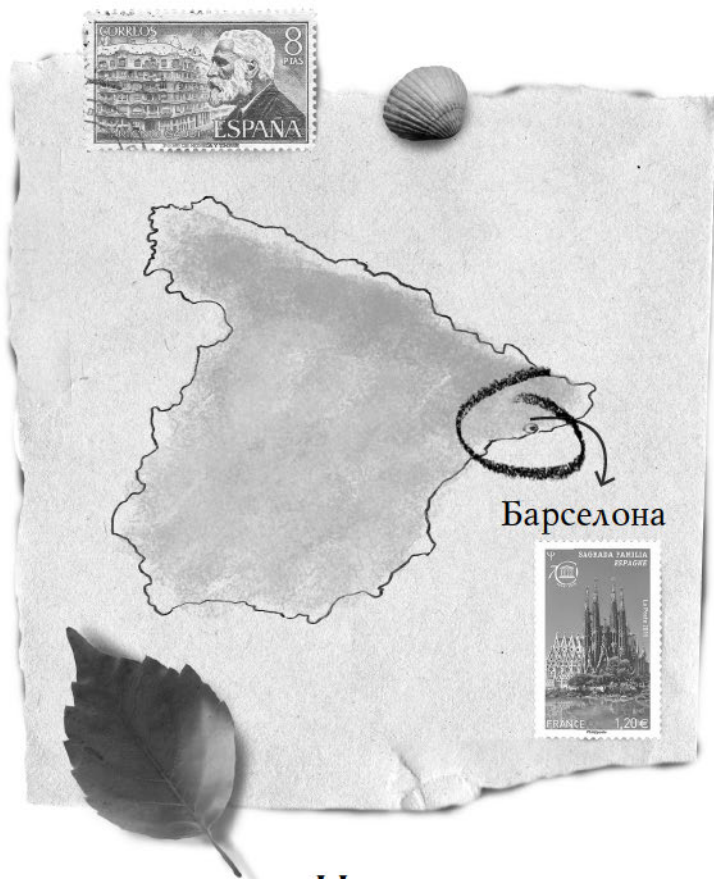 CORREOS
8
PTAS
ESPAÑA
Барселона
SAGRADA FAMILIA
ESPAGNE
FRANCE
1,20 €